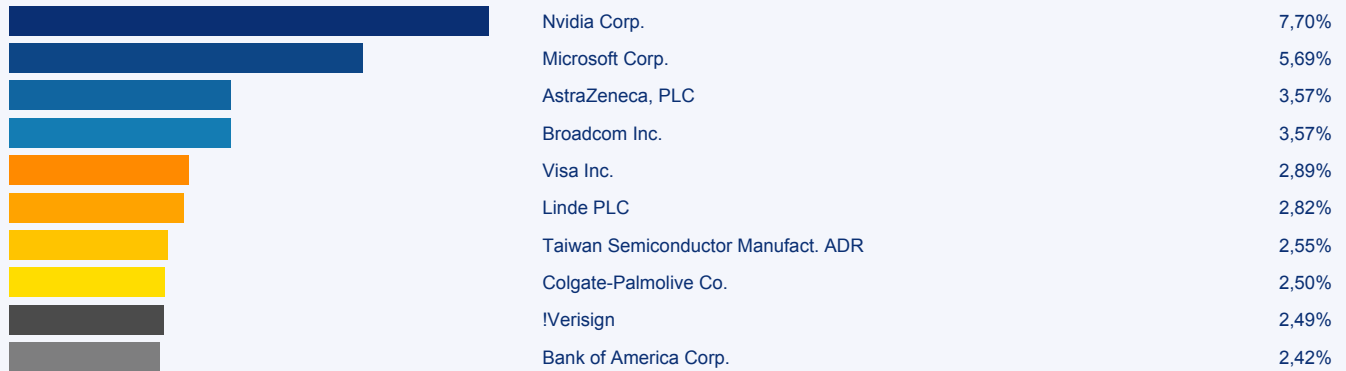 Nvidia Corp. 7,70%
Microsoft Corp. 5,69%
AstraZeneca, PLC 3,57%
Broadcom Inc. 3,57%
Visa Inc. 2,89%
Linde PLC 2,82%
Taiwan Semiconductor Manufact. ADR 2,55%
Colgate-Palmolive Co. 2,50%
!Verisign 2,49%
Bank of America Corp. 2,42%